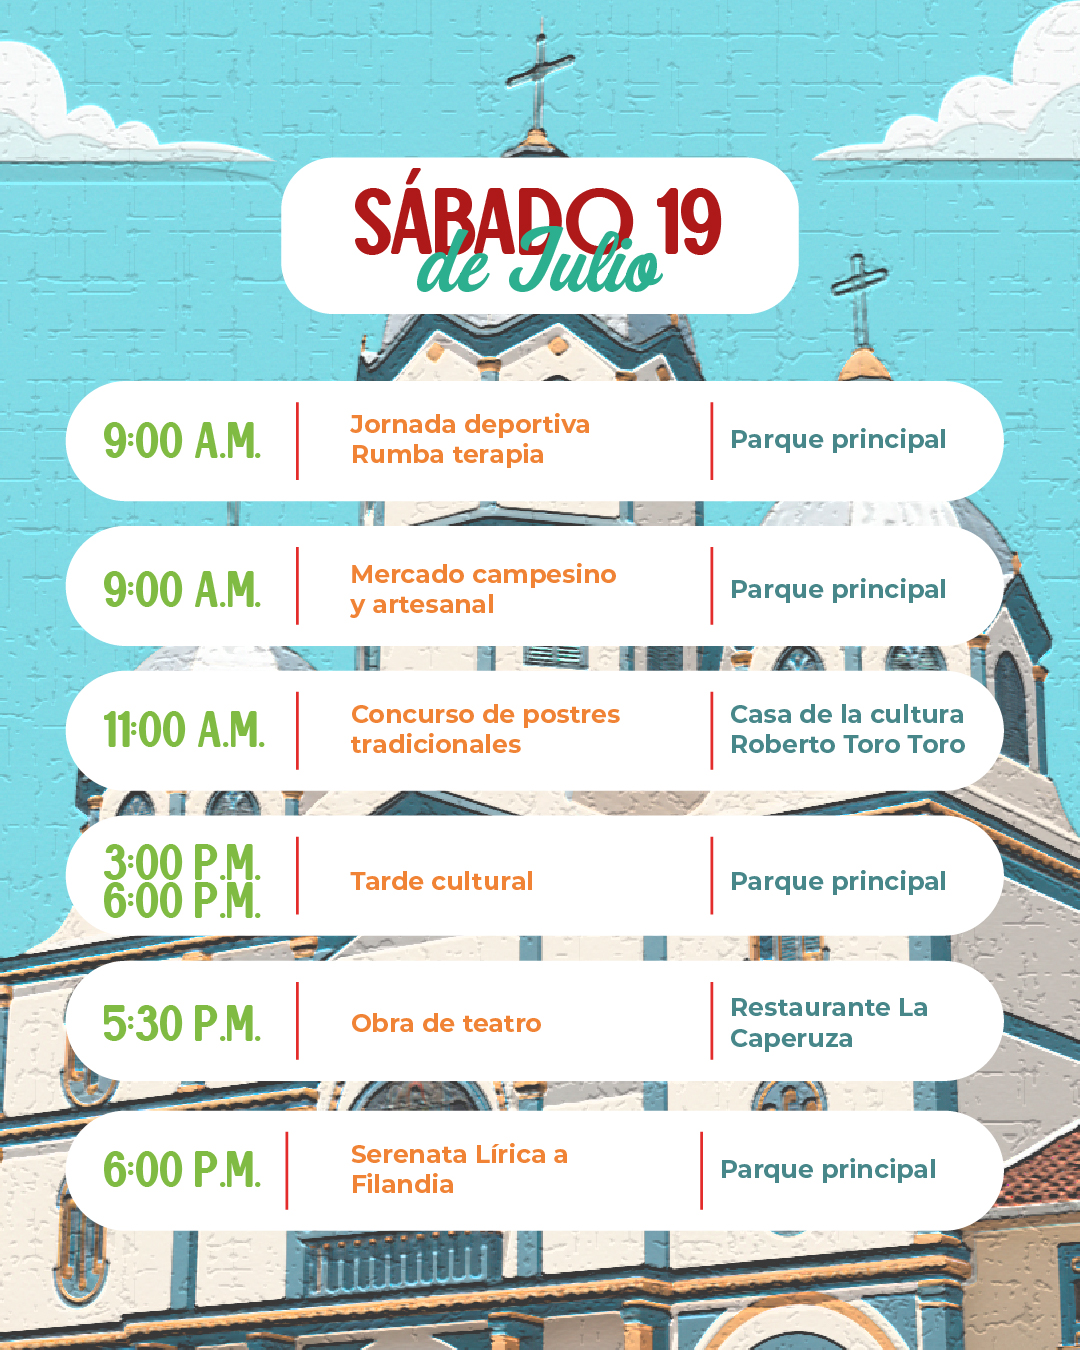 SÁBADO 19
de Julio
9:00 A.M.
Jornada deportiva
Rumba terapia
Parque principal
9:00 A.M.
Mercado campesino
y artesanal
Parque principal
11:00 A.M.
Concurso de postres
tradicionales
Casa de la cultura
Roberto Toro Toro
3:00 P.M.
6:00 P.M.
Tarde cultural
Parque principal
5:30 P.M.
Obra de teatro
Restaurante La
Caperuza
6:00 P.M.
Serenata Lírica a
Filandia
Parque principal